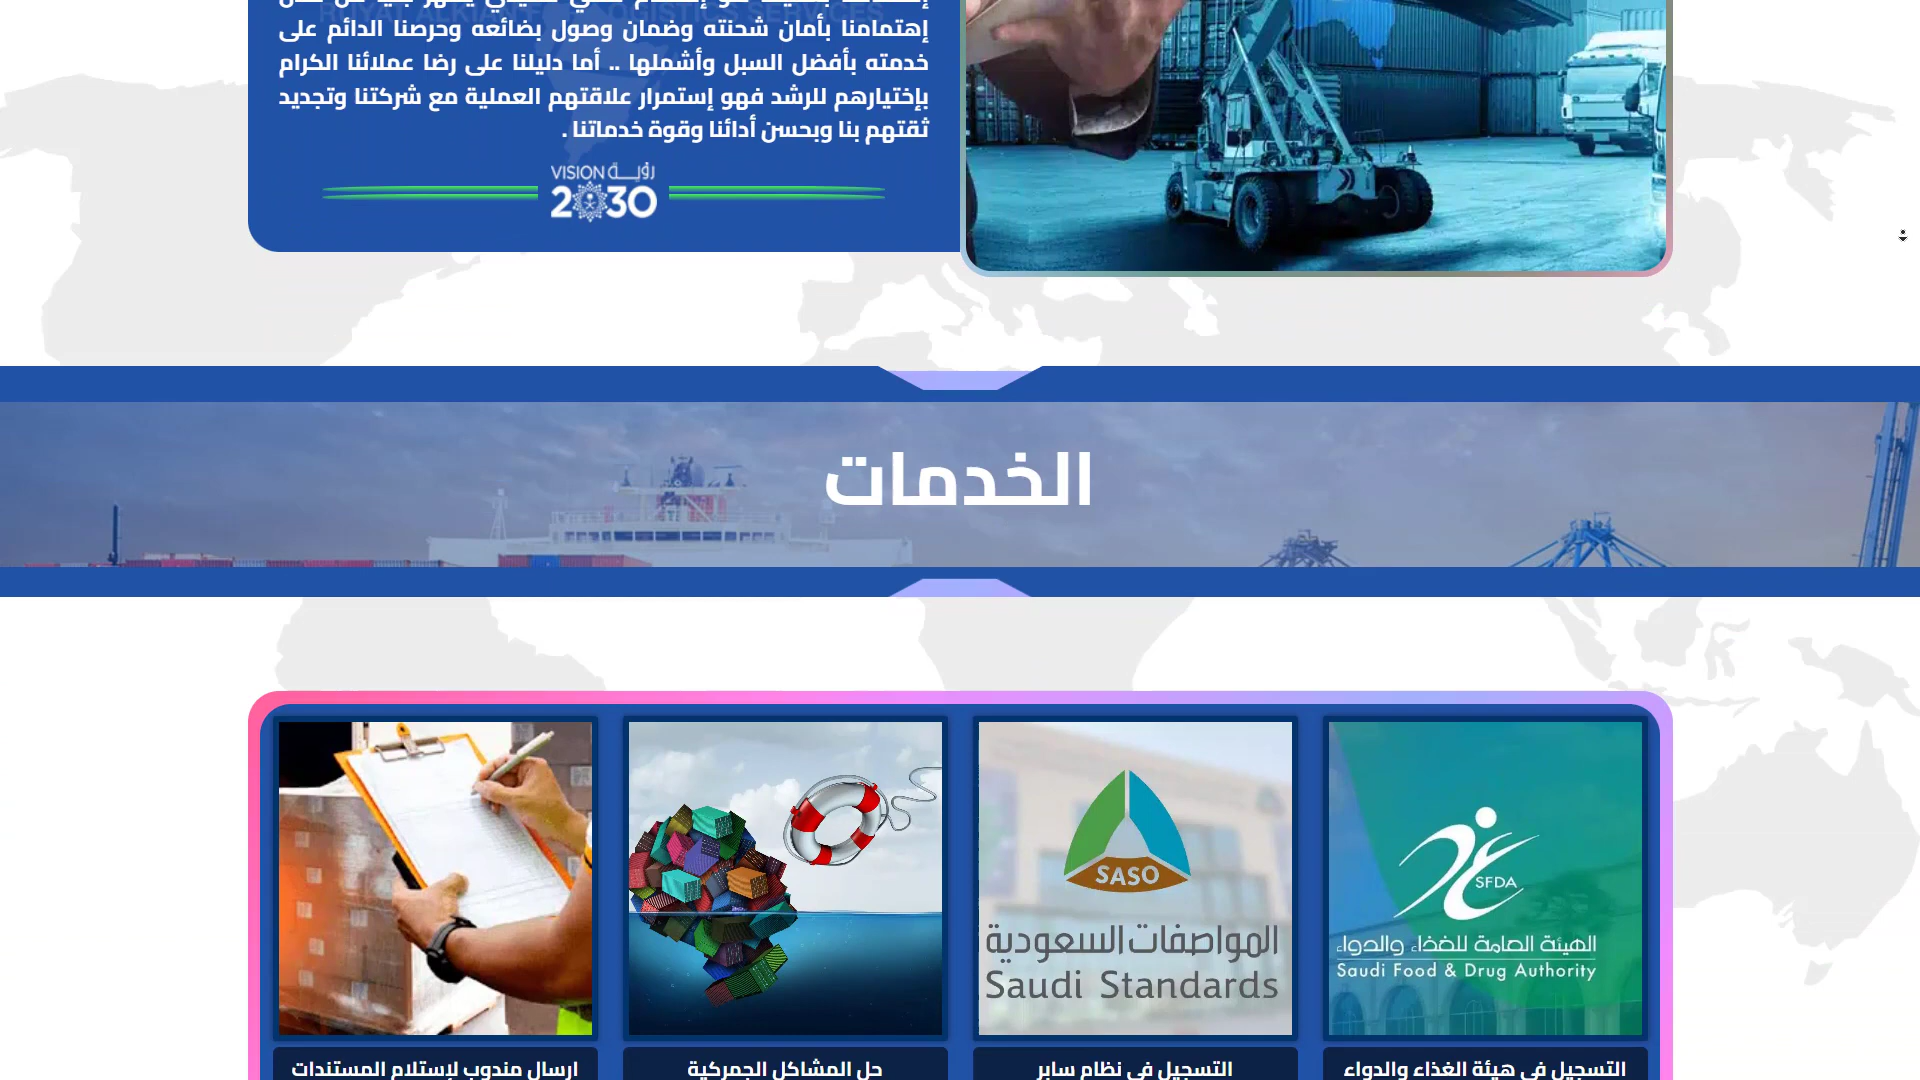 إهتمامنا بأمان شحنته وضمان وصول بضائعه وحرصنا الدائم على
خدمته بأفضل السبل وأشملها .. أما دليلنا على رضا عملائنا الكرام
بإختيارهم للرشد فهو إستمرار علاقتهم العملية مع شركتنا وتجديد
ثقتهم بنا وبحسن أدائنا وقوة خدماتنا .
VISION رؤيـــة
2030
الخدمات
SFDA
الهيئة العامة للغذاء والدواء
Saudi Food & Drug Authority
التسجيل في هيئة الغذاء والدواء
SASO
المواصفات السعودية
Saudi Standards
التسجيل في نظام سابر
حل المشاكل الجمركية
ارسال مندوب لإستلام المستندات